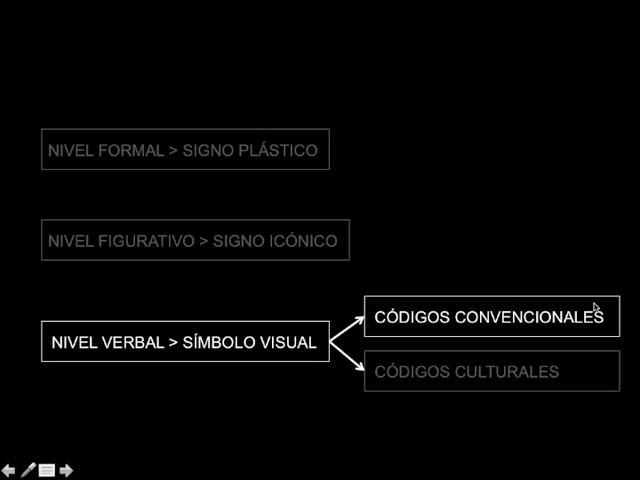 NIVEL FORMAL > SIGNO PLÁSTICO
NIVEL FIGURATIVO > SIGNO ICÓNICO
NIVEL VERBAL > SÍMBOLO VISUAL
CÓDIGOS CONVENCIONALES
CÓDIGOS CULTURALES